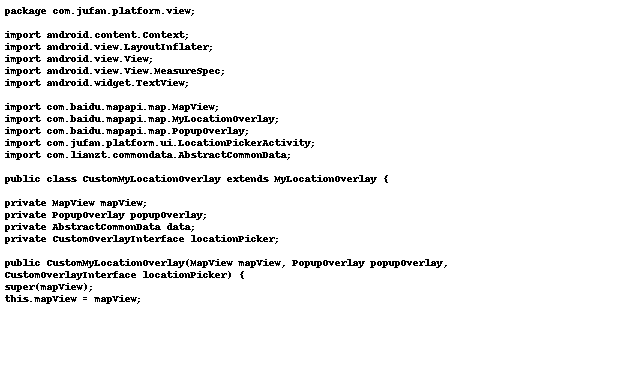 package com.jufan.platform.view;
import android.content.Context;
import android.view.LayoutInflater;
import android.view.View;
import android.view.View.MeasureSpec;
import android.widget.TextView;
import com.baidu.mapapi.map.MapView;
import com.baidu.mapapi.map.MyLocationOverlay;
import com.baidu.mapapi.map.PopupOverlay;
import com.jufan.platform.ui.LocationPickerActivity;
import com.lianzt.commondata.AbstractCommonData;
public class CustomMyLocationOverlay extends MyLocationOverlay {
private MapView mapView;
private PopupOverlay popupOverlay;
private AbstractCommonData data;
private CustomOverlayInterface locationPicker;
public CustomMyLocationOverlay(MapView mapView, PopupOverlay popupOverlay,
CustomOverlayInterface locationPicker) {
super(mapView);
this.mapView = mapView;